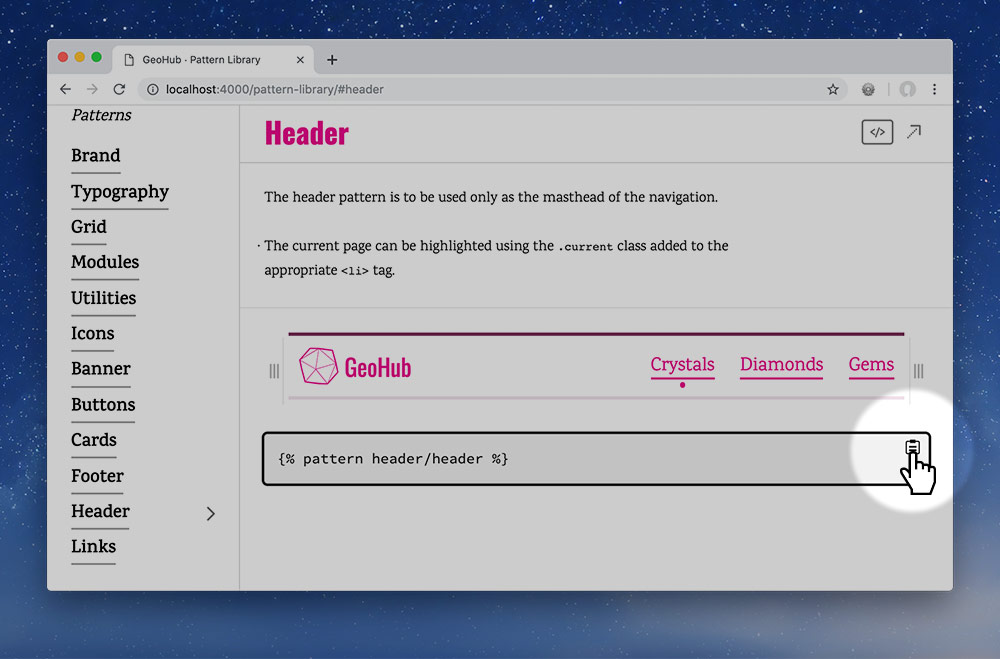 GeoHub · Pattern Library
localhost:4000/pattern-library/#header
Patterns
Brand
Typography
Grid
Modules
Utilities
Icons
Banner
Buttons
Cards
Footer
Header
Links
Header
</>
The header pattern is to be used only as the masthead of the navigation.
· The current page can be highlighted using the .current class added to the
appropriate <li> tag.
GeoHub
Crystals Diamonds Gems
{% pattern header/header %}